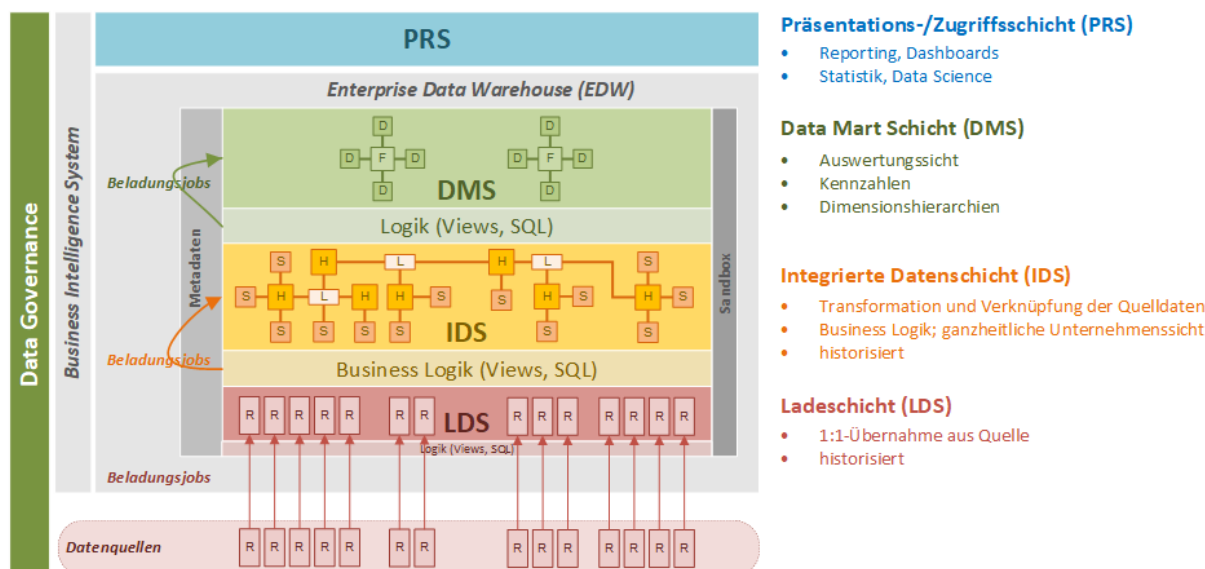 PRS
Enterprise Data Warehouse (EDW)
Data Governance
Business Intelligence System
Metadaten
Sandbox
D D
D F D D F D
D D
DMS
Beladungsjobs
Logik (Views, SQL)
S H L H L S
S H L H H S S H S S H S
S S S S S
IDS
Beladungsjobs
Business Logik (Views, SQL)
R R R R R R R R R R R R R R
LDS
Logik (Views, SQL)
Beladungsjobs
Datenquellen
R R R R R R R R R R R R R R
Präsentations-/Zugriffsschicht (PRS)
• Reporting, Dashboards
• Statistik, Data Science
Data Mart Schicht (DMS)
• Auswertungssicht
• Kennzahlen
• Dimensionshierarchien
Integrierte Datenschicht (IDS)
• Transformation und Verknüpfung der Quelldaten
• Business Logik; ganzheitliche Unternehmenssicht
• historisiert
Ladeschicht (LDS)
• 1:1-Übernahme aus Quelle
• historisiert